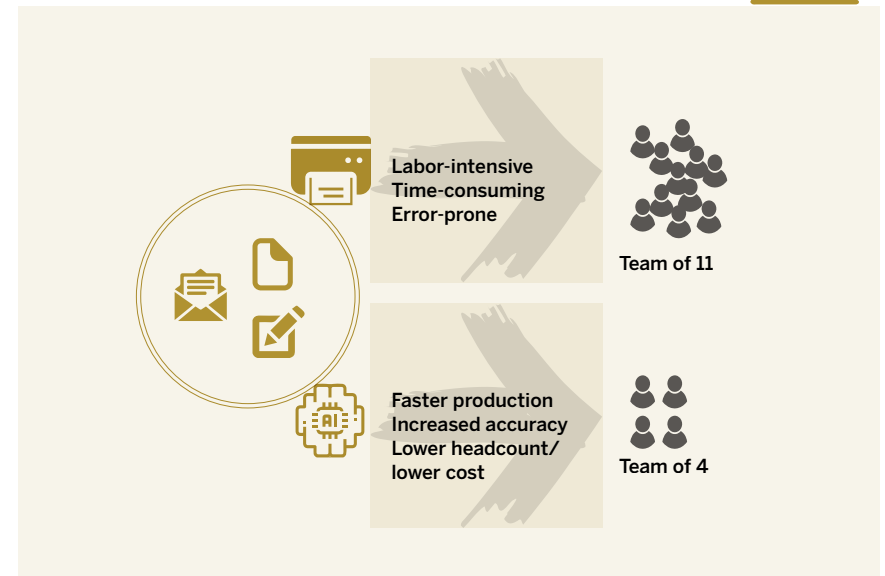 Labor-intensive
Time-consuming
Error-prone
Team of 11
AI
Faster production
Increased accuracy
Lower headcount/
lower cost
Team of 4